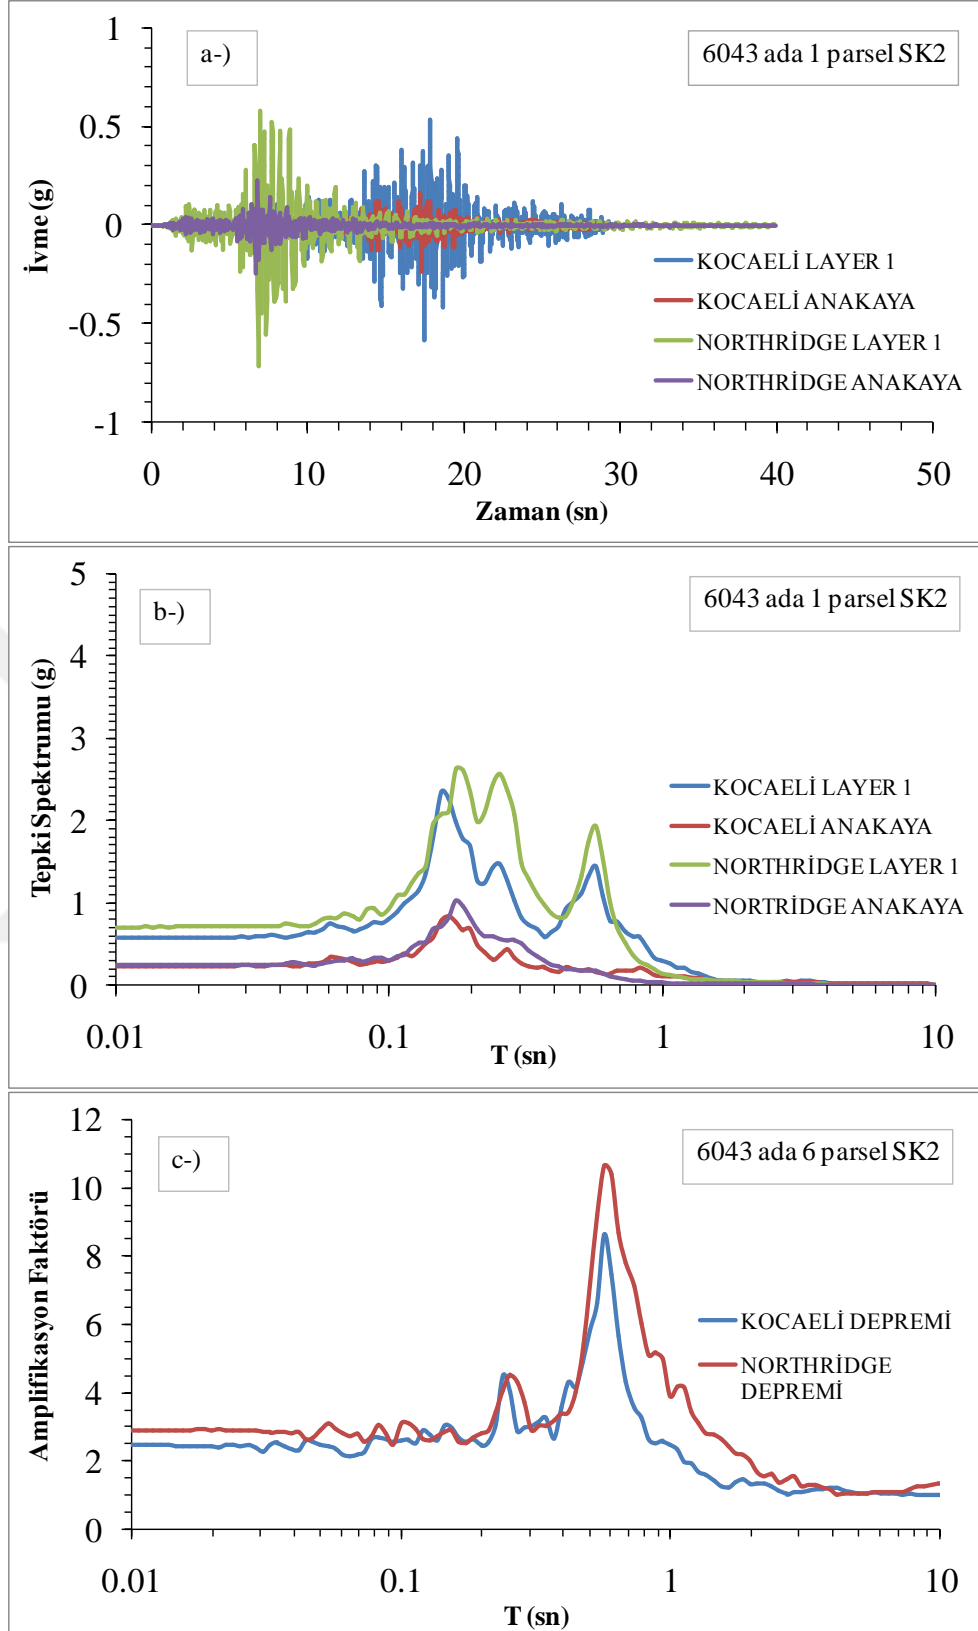 a-)
6043 ada 1 parsel SK2
1
0.5
0
-0.5
-1
İvme (g)
KOCAELİ LAYER 1
KOCAELİ ANAKAYA
NORTHRİDGE LAYER 1
NORTHRİDGE ANAKAYA
0 10 20 30 40 50
Zaman (sn)
b-)
6043 ada 1 parsel SK2
5
4
3
2
1
0
Tepki Spektrumu (g)
KOCAELİ LAYER 1
KOCAELİ ANAKAYA
NORTHRİDGE LAYER 1
NORTRİDGE ANAKAYA
0.01 0.1 1 10
T (sn)
c-)
6043 ada 6 parsel SK2
12
10
8
6
4
2
0
Amplifikasyon Faktörü
KOCAELİ DEPREMİ
NORTHRİDGE
DEPREMİ
0.01 0.1 1 10
T (sn)